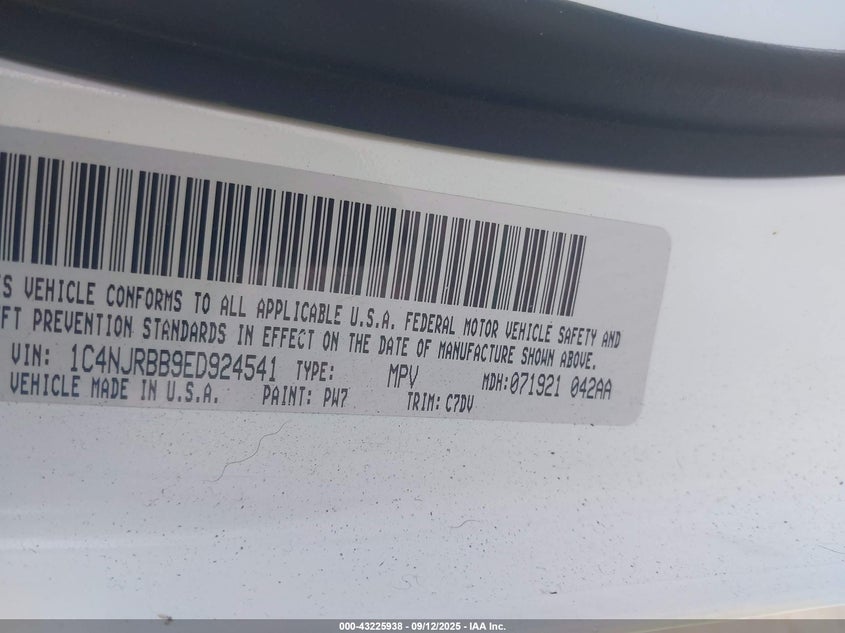 S VEHICLE CONFORMS TO ALL APPLICABLE U.S.A. FEDERAL MOTOR VEHICLE SAFETY AND
FT PREVENTION STANDARDS IN EFFECT ON THE DATE OF MANUFACTURE SHOWN ABOVE.
VIN: 1C4NJRBB9ED924541 TYPE: MPV MDH:071921 042AA
VEHICLE MADE IN U.S.A. PAINT: PW7 TRIM: C7DV
000-43225938 - 09/12/2025 - IAA Inc.